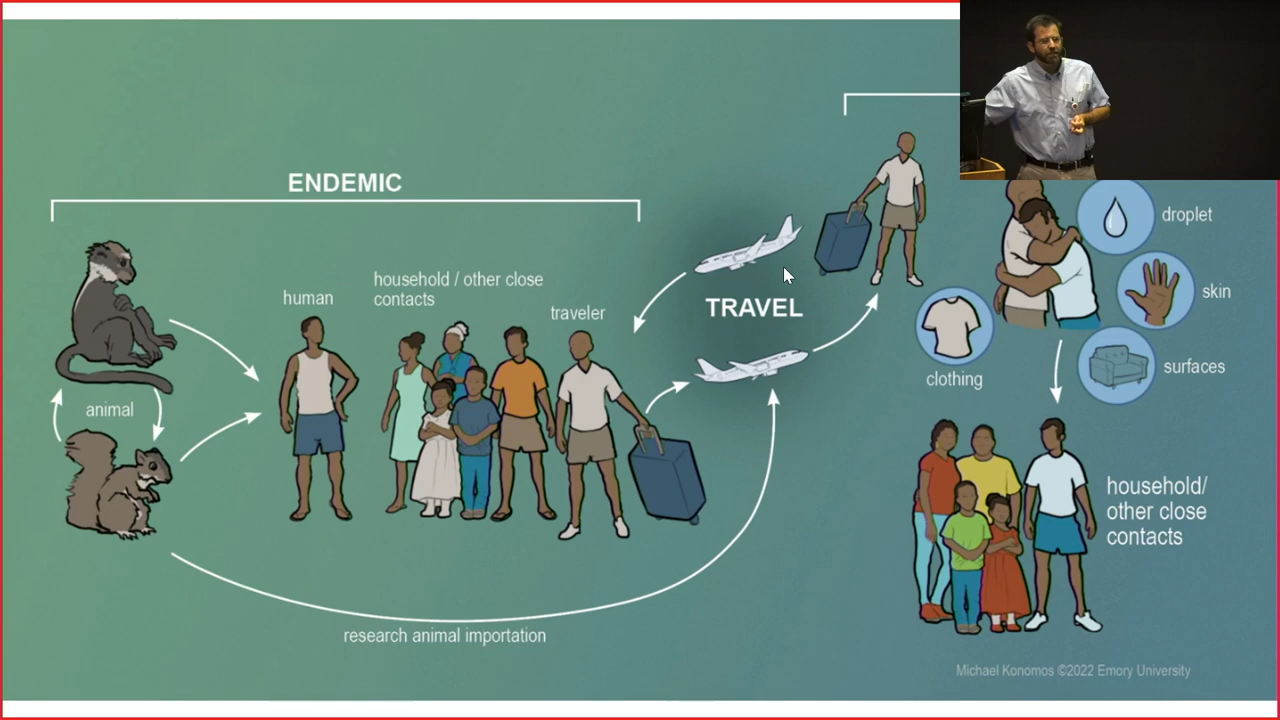 ENDEMIC
human
household / other close
contacts
traveler
animal
research animal importation
TRAVEL
droplet
skin
clothing
surfaces
household/
other close
contacts
Michael Konomos ©2022 Emory University